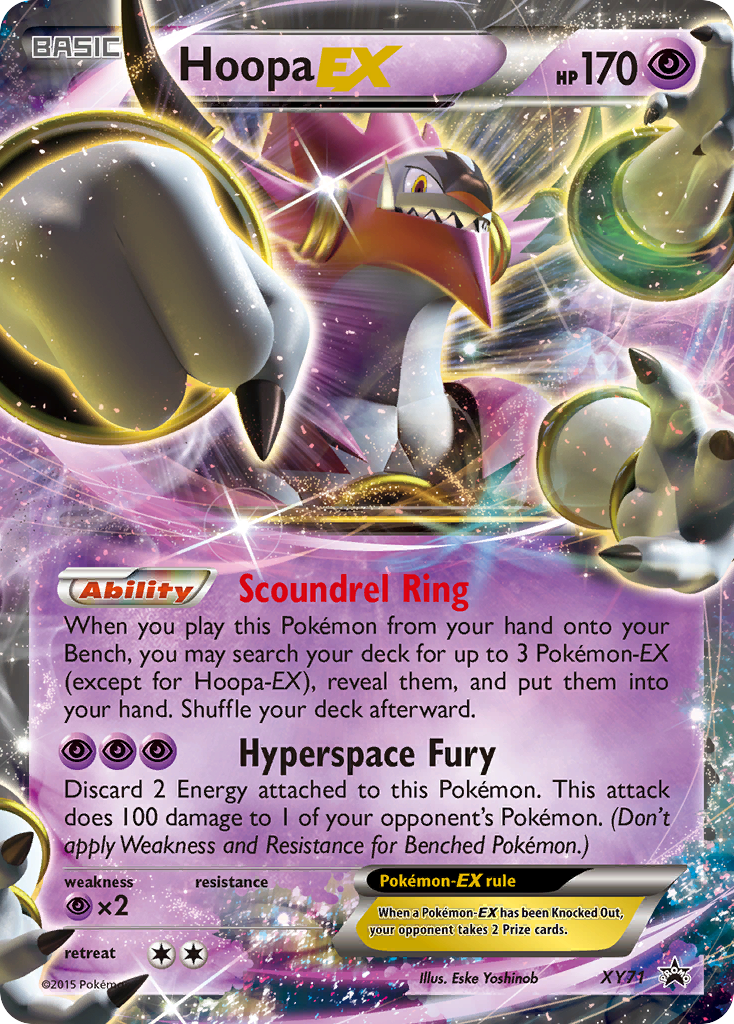 BASIC
HoopaEX
HP170
Ability Scoundrel Ring
When you play this Pokémon from your hand onto your
Bench, you may search your deck for up to 3 Pokémon-EX
(except for Hoopa-EX), reveal them, and put them into
your hand. Shuffle your deck afterward.
Hyperspace Fury
Discard 2 Energy attached to this Pokémon. This attack
does 100 damage to 1 of your opponent's Pokémon. (Don't
apply Weakness and Resistance for Benched Pokémon.)
weakness resistance
×2
Pokémon-EX rule
When a Pokémon-EX has been Knocked Out,
your opponent takes 2 Prize cards.
retreat
©2015 Pokém
Illus. Eske Yoshinob
XY71 PROMO